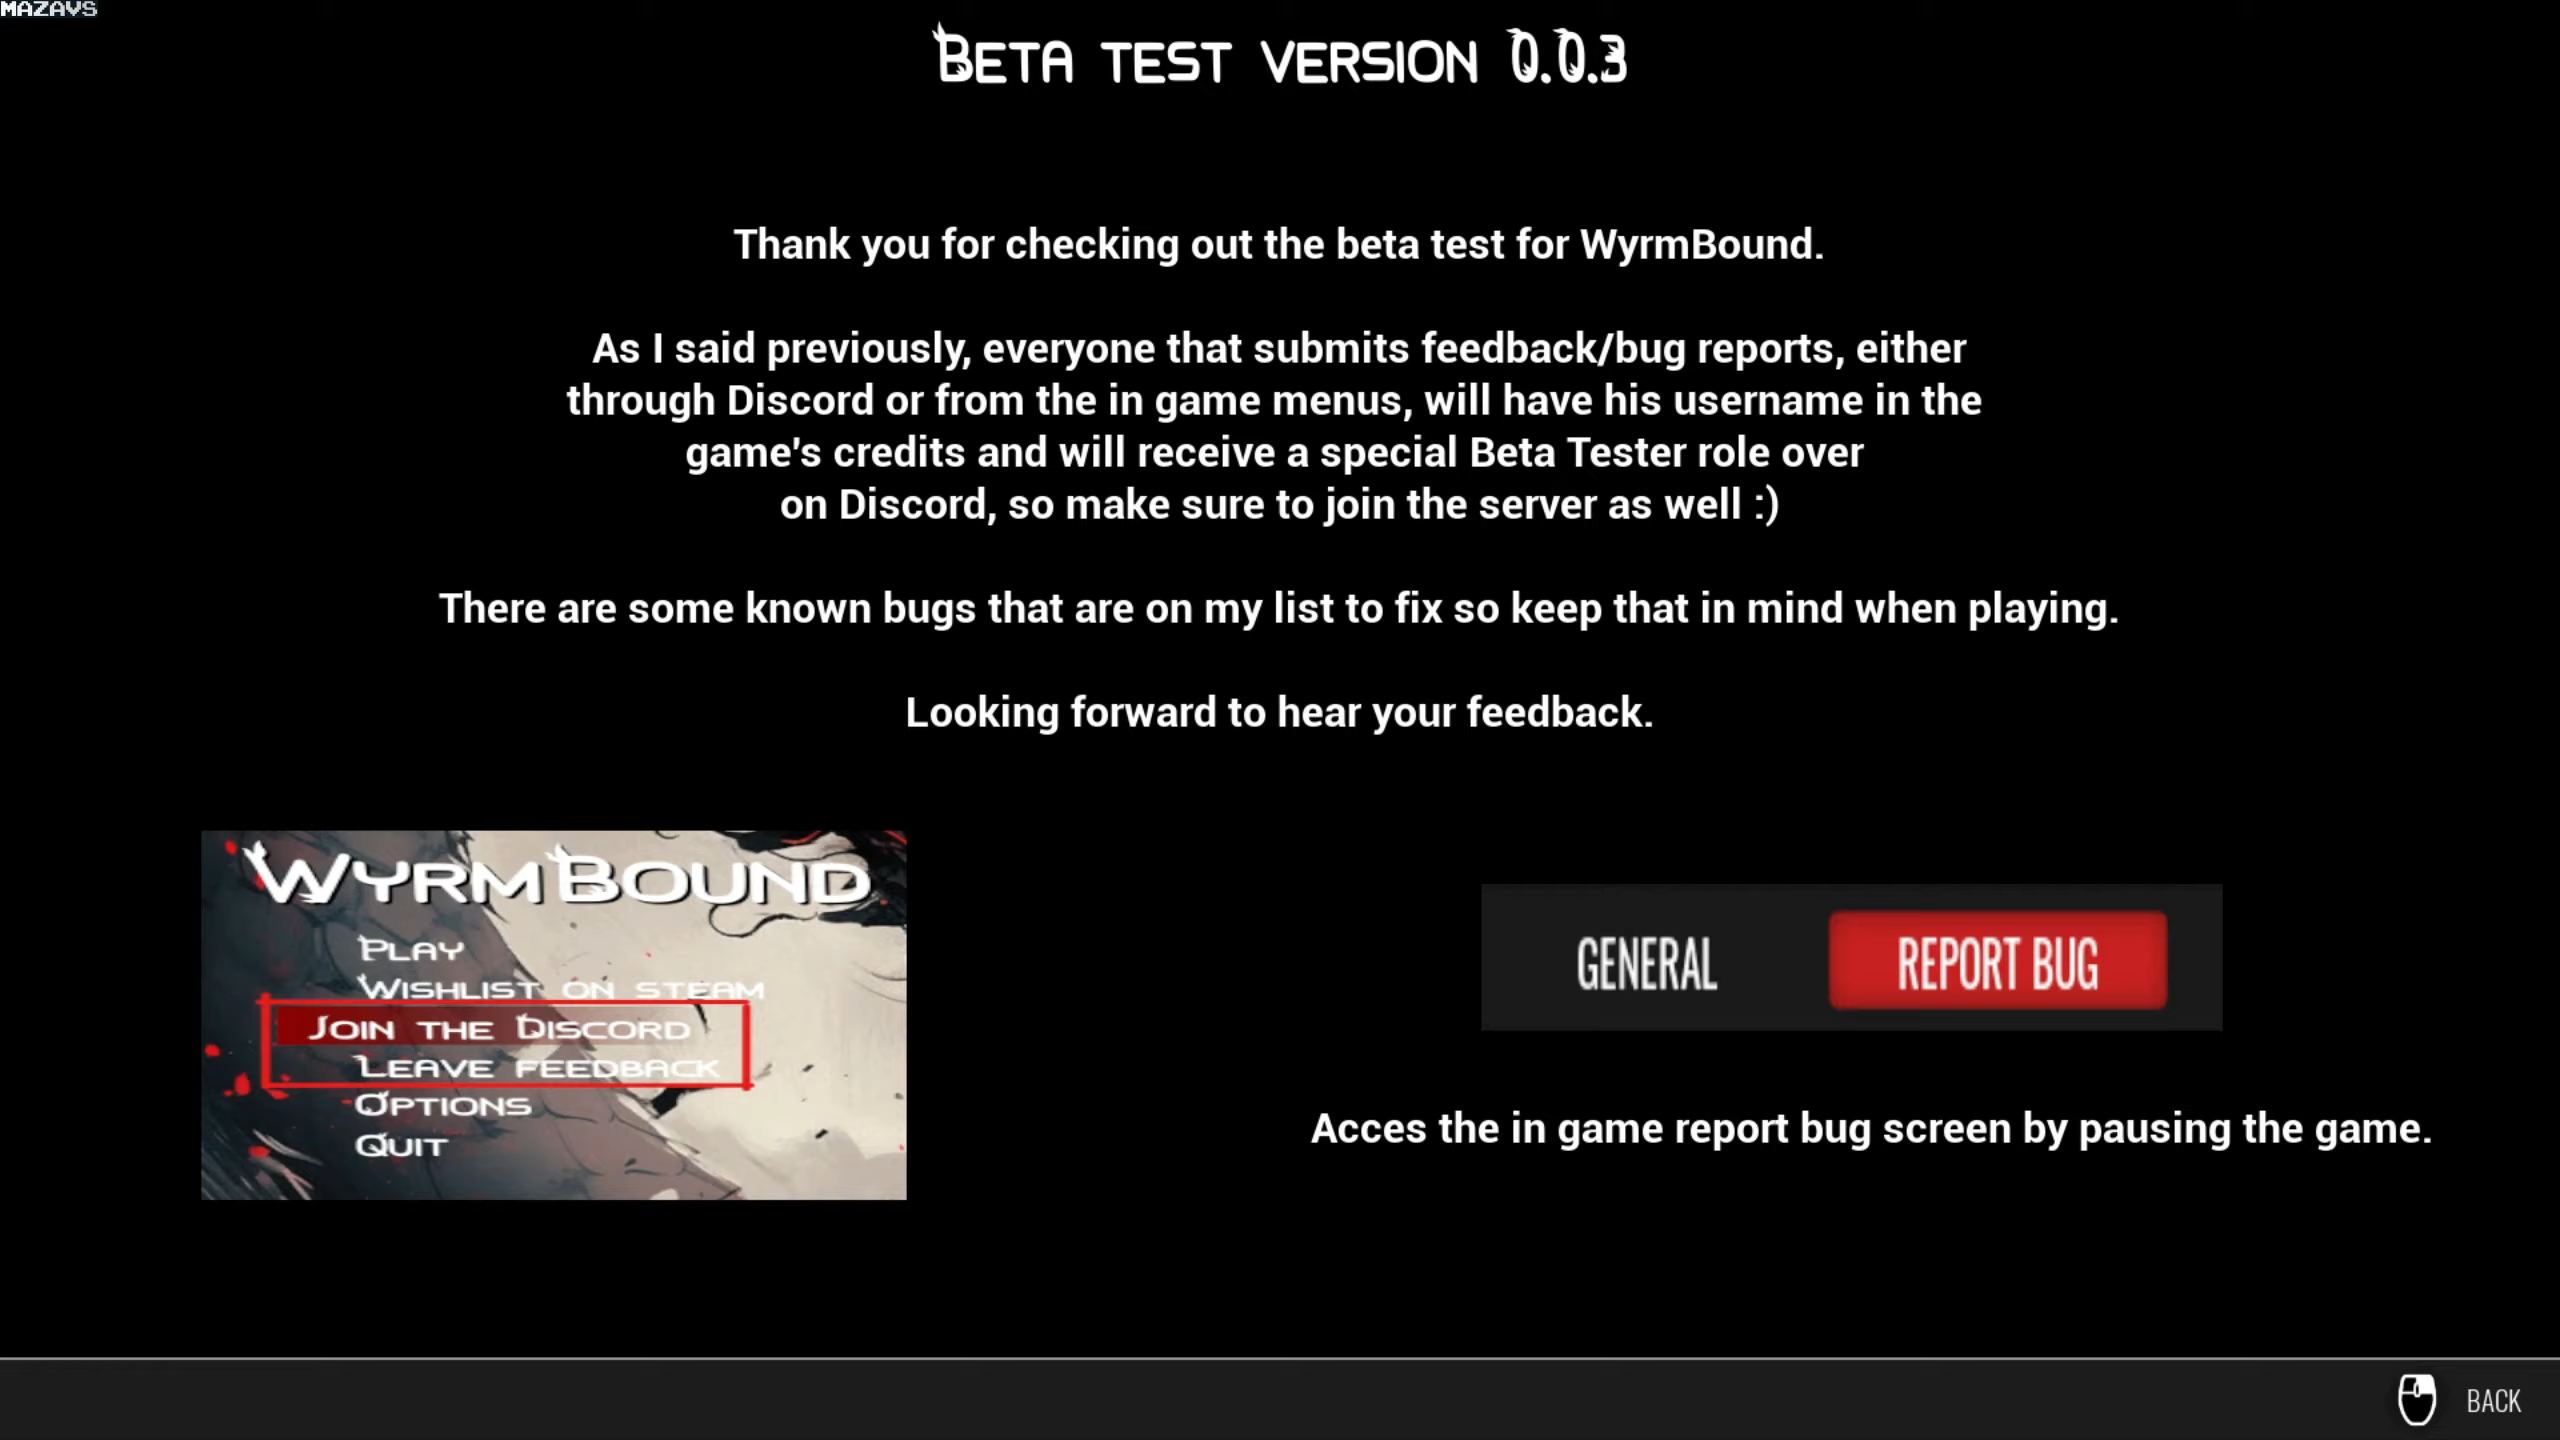 MAZAVS
BETA TEST VERSION 0.0.3
Thank you for checking out the beta test for WyrmBound.
As I said previously, everyone that submits feedback/bug reports, either
through Discord or from the in game menus, will have his username in the
game's credits and will receive a special Beta Tester role over
on Discord, so make sure to join the server as well :)
There are some known bugs that are on my list to fix so keep that in mind when playing.
Looking forward to hear your feedback.
WYRMBOUND
PLAY
WISHLIST ON STEAM
JOIN THE DISCORD
LEAVE FEEDBACK
OPTIONS
QUIT
GENERAL
REPORT BUG
Acces the in game report bug screen by pausing the game.
BACK